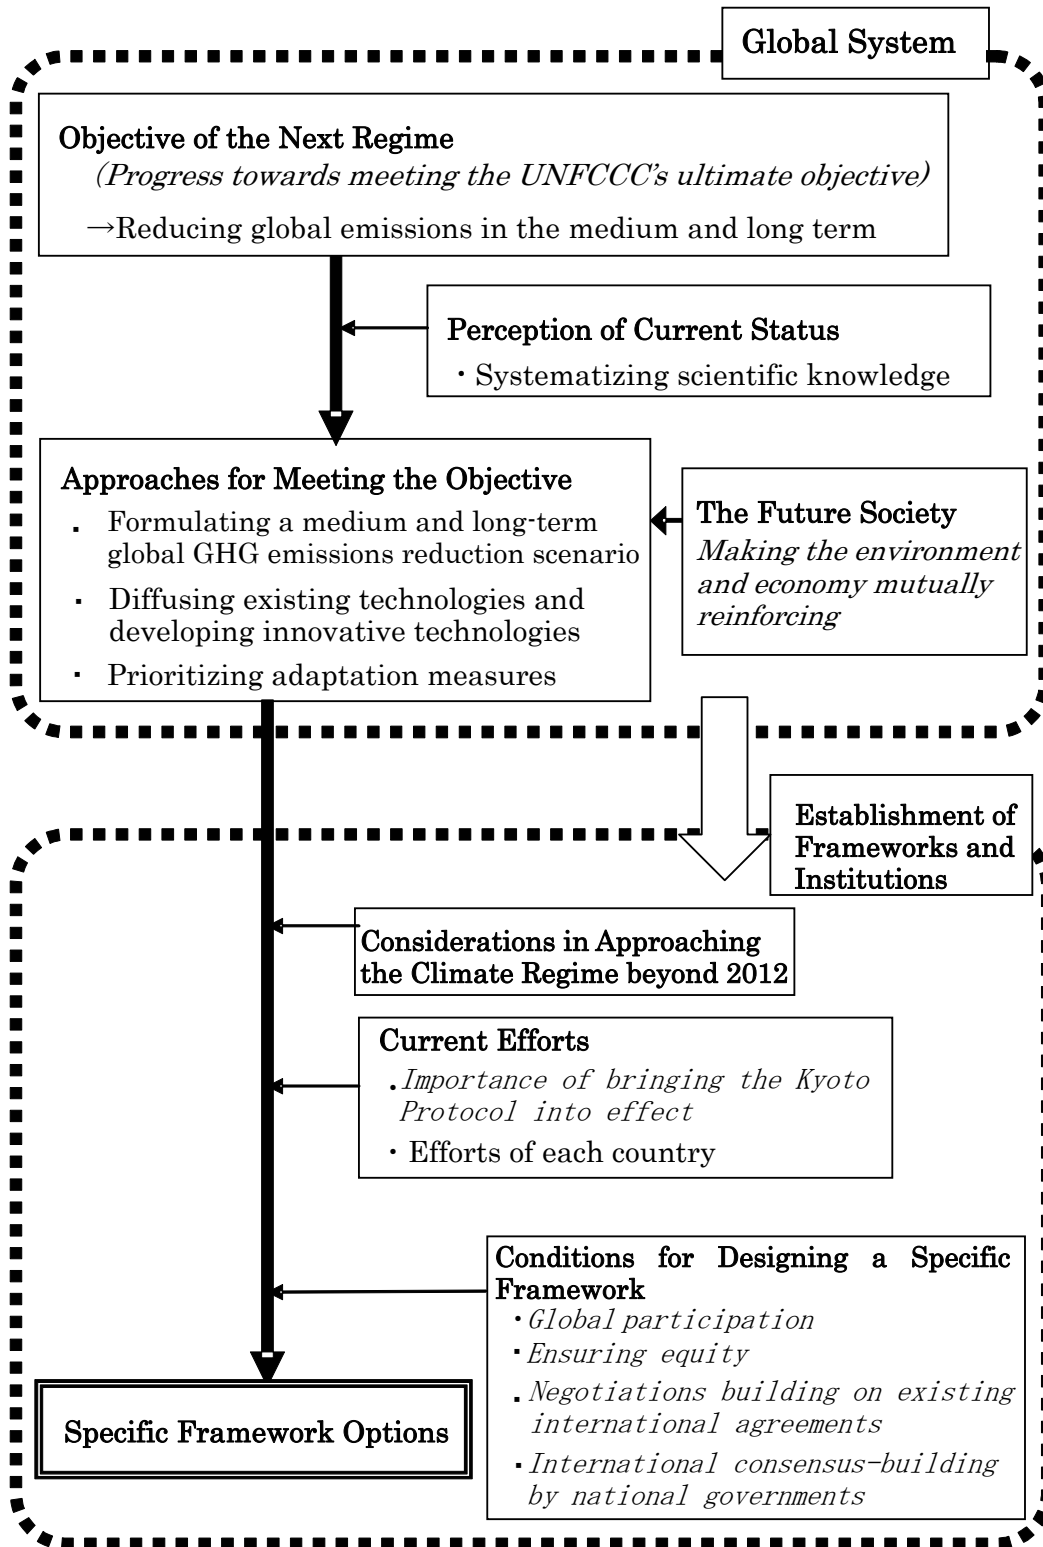 Global System
Objective of the Next Regime
(Progress towards meeting the UNFCCC's ultimate objective)
→Reducing global emissions in the medium and long term
Perception of Current Status
・Systematizing scientific knowledge
Approaches for Meeting the Objective
・ Formulating a medium and long-term
global GHG emissions reduction scenario
・ Diffusing existing technologies and
developing innovative technologies
・ Prioritizing adaptation measures
The Future Society
Making the environment
and economy mutually
reinforcing
Establishment of
Frameworks and
Institutions
Considerations in Approaching
the Climate Regime beyond 2012
Current Efforts
・Importance of bringing the Kyoto
Protocol into effect
・Efforts of each country
Conditions for Designing a Specific
Framework
・Global participation
・Ensuring equity
・Negotiations building on existing
international agreements
・International consensus-building
by national governments
Specific Framework Options